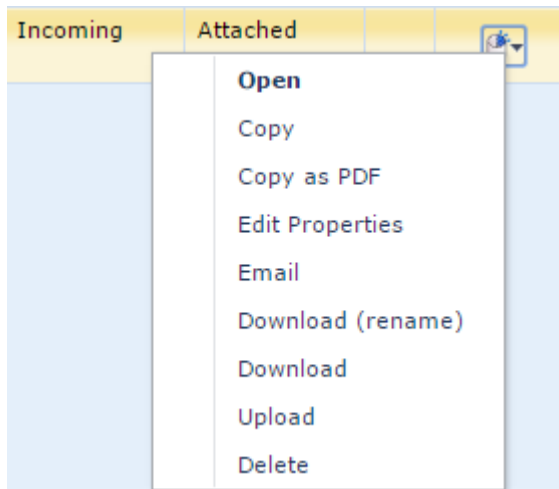 Incoming Attached
Open
Copy
Copy as PDF
Edit Properties
Email
Download (rename)
Download
Upload
Delete